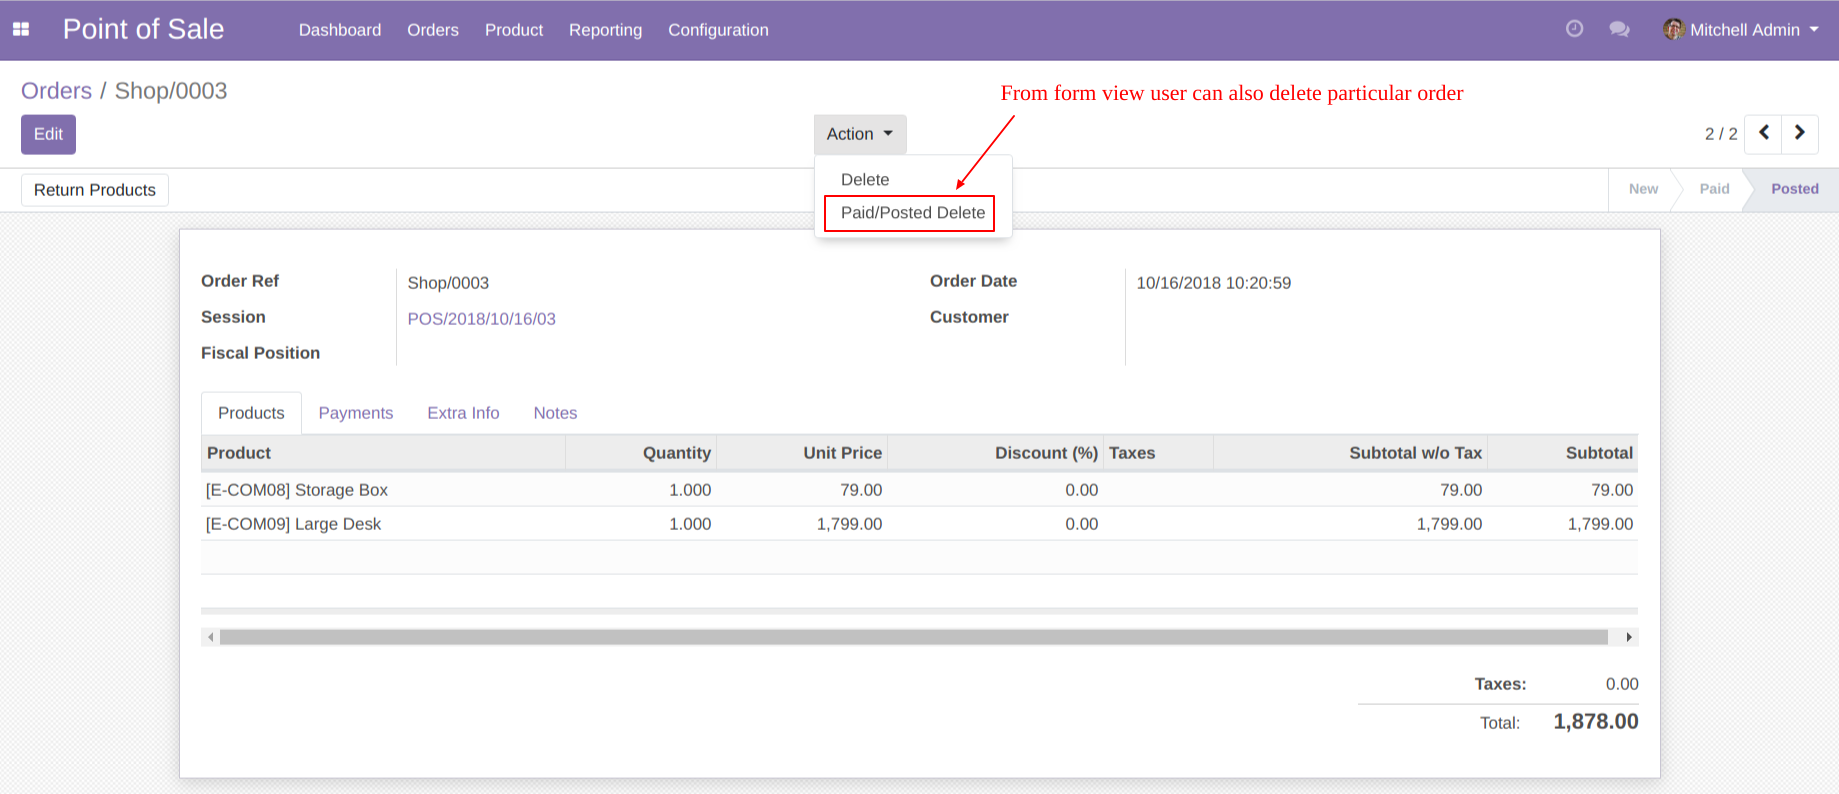 Point of Sale Dashboard Orders Product Reporting Configuration Mitchell Admin
Orders / Shop/0003
From form view user can also delete particular order
Edit Action 2 / 2
Delete
Return Products New Paid Posted
Paid/Posted Delete
Order Ref Shop/0003 Order Date 10/16/2018 10:20:59
Session POS/2018/10/16/03 Customer
Fiscal Position
Products Payments Extra Info Notes
Product Quantity Unit Price Discount (%) Taxes Subtotal w/o Tax Subtotal
[E-COM08] Storage Box 1.000 79.00 0.00 79.00 79.00
[E-COM09] Large Desk 1.000 1,799.00 0.00 1,799.00 1,799.00
Taxes: 0.00
Total: 1,878.00